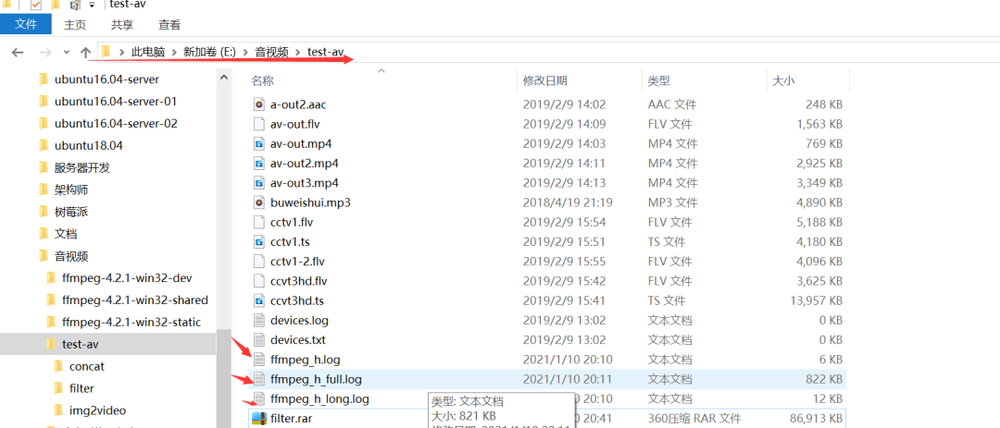 test-av
文件 主页 共享 查看
此电脑 新加卷 (E:) 音视频 test-av
ubuntu16.04-server
ubuntu16.04-server-01
ubuntu16.04-server-02
ubuntu18.04
服务器开发
架构师
树莓派
文档
音视频
ffmpeg-4.2.1-win32-dev
ffmpeg-4.2.1-win32-shared
ffmpeg-4.2.1-win32-static
test-av
concat
filter
img2video
名称 修改日期 类型 大小
a-out2.aac 2019/2/9 14:02 AAC 文件 248 KB
av-out.flv 2019/2/9 14:09 FLV 文件 1,563 KB
av-out.mp4 2019/2/9 14:03 MP4 文件 769 KB
av-out2.mp4 2019/2/9 14:11 MP4 文件 2,925 KB
av-out3.mp4 2019/2/9 14:13 MP4 文件 3,349 KB
buweishui.mp3 2018/4/19 21:19 MP3 文件 4,890 KB
cctv1.flv 2019/2/9 15:54 FLV 文件 5,188 KB
cctv1.ts 2019/2/9 15:51 TS 文件 4,180 KB
cctv1-2.flv 2019/2/9 15:55 FLV 文件 4,096 KB
ccvt3hd.flv 2019/2/9 15:42 FLV 文件 3,625 KB
ccvt3hd.ts 2019/2/9 15:41 TS 文件 13,957 KB
devices.log 2019/2/9 13:02 文本文档 0 KB
devices.txt 2019/2/9 13:02 文本文档 0 KB
ffmpeg_h.log 2021/1/10 20:10 文本文档 6 KB
ffmpeg_h_full.log 2021/1/10 20:11 文本文档 822 KB
ffmpeg_h_long.log 20:10 文本文档 12 KB
filter.rar 20:41 360压缩 RAR 文件 86,913 KB
类型: 文本文档
大小: 821 KB
修改日期: 2021/1/10 20:11